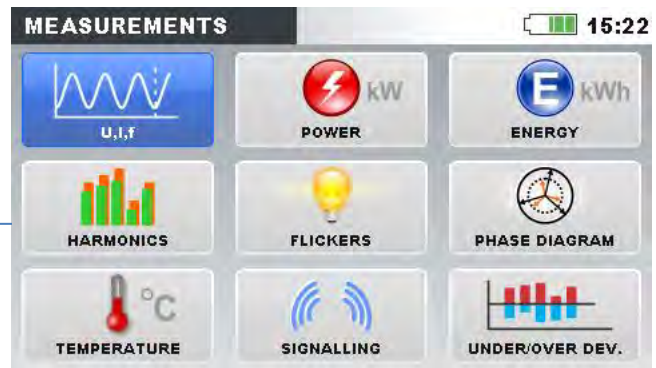 MEASUREMENTS 15:22
kW kWh
E
U,I,f POWER ENERGY
HARMONICS FLICKERS PHASE DIAGRAM
°C
TEMPERATURE SIGNALLING UNDER/OVER DEV.